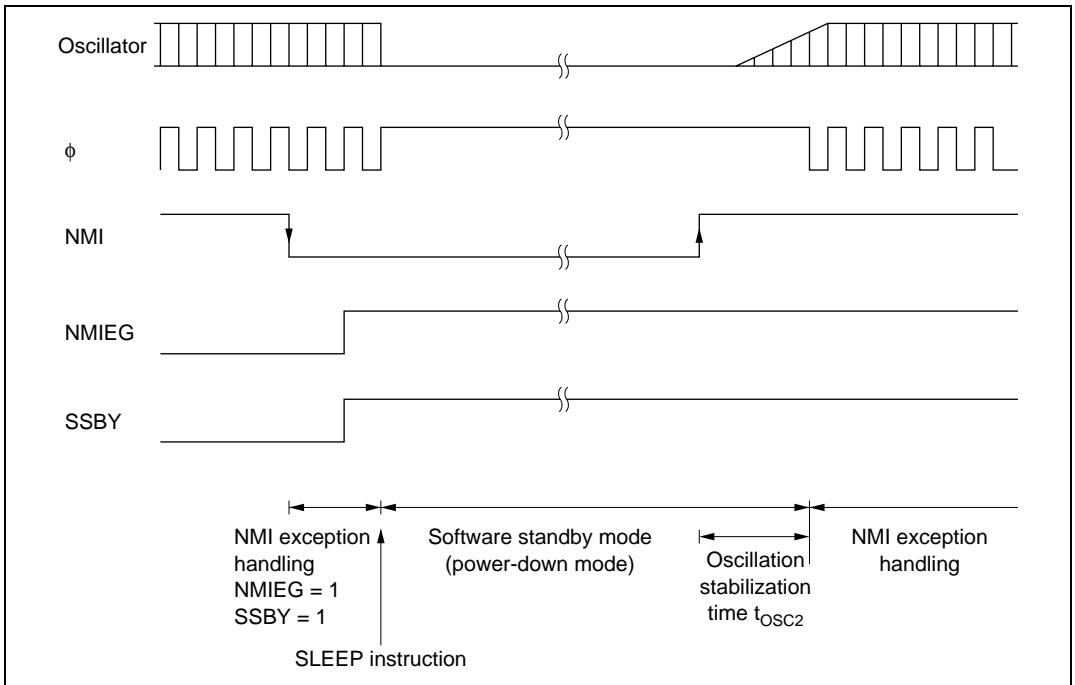 Oscillator
ϕ
NMI
NMIEG
SSBY
NMI exception
handling
NMIEG = 1
SSBY = 1
Software standby mode
(power-down mode)
Oscillation
stabilization
time tOSC2
NMI exception
handling
SLEEP instruction